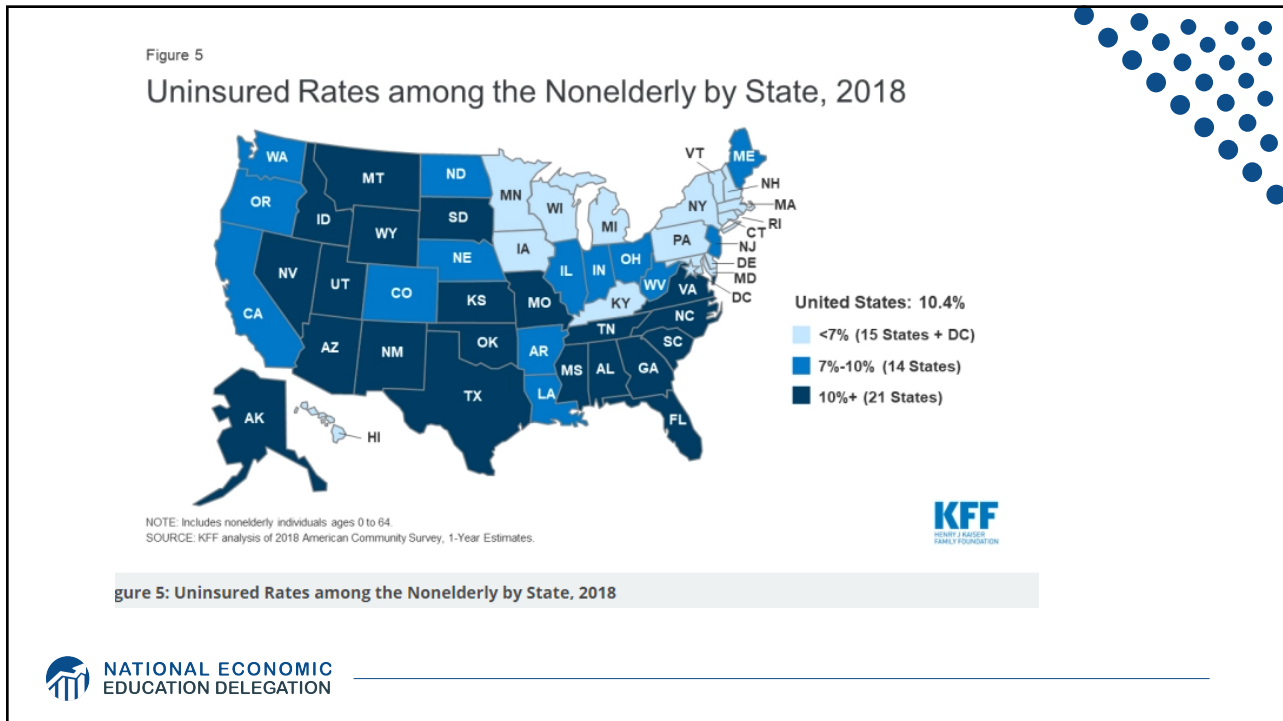 Figure 5
Uninsured Rates among the Nonelderly by State, 2018
WA
OR
CA
NV
ID
MT
WY
UT
AZ
CO
NM
ND
SD
NE
KS
OK
TX
MN
IA
MO
AR
LA
WI
IL
MI
IN
OH
KY
TN
MS
AL
GA
FL
SC
NC
VA
WV
PA
NY
VT
ME
NH
MA
RI
CT
NJ
DE
MD
DC
AK
HI
United States: 10.4%
<7% (15 States + DC)
7%-10% (14 States)
10%+ (21 States)
NOTE: Includes nonelderly individuals ages 0 to 64.
SOURCE: KFF analysis of 2018 American Community Survey, 1-Year Estimates.
KFF
HENRY J KAISER
FAMILY FOUNDATION
gure 5: Uninsured Rates among the Nonelderly by State, 2018
NATIONAL ECONOMIC
EDUCATION DELEGATION